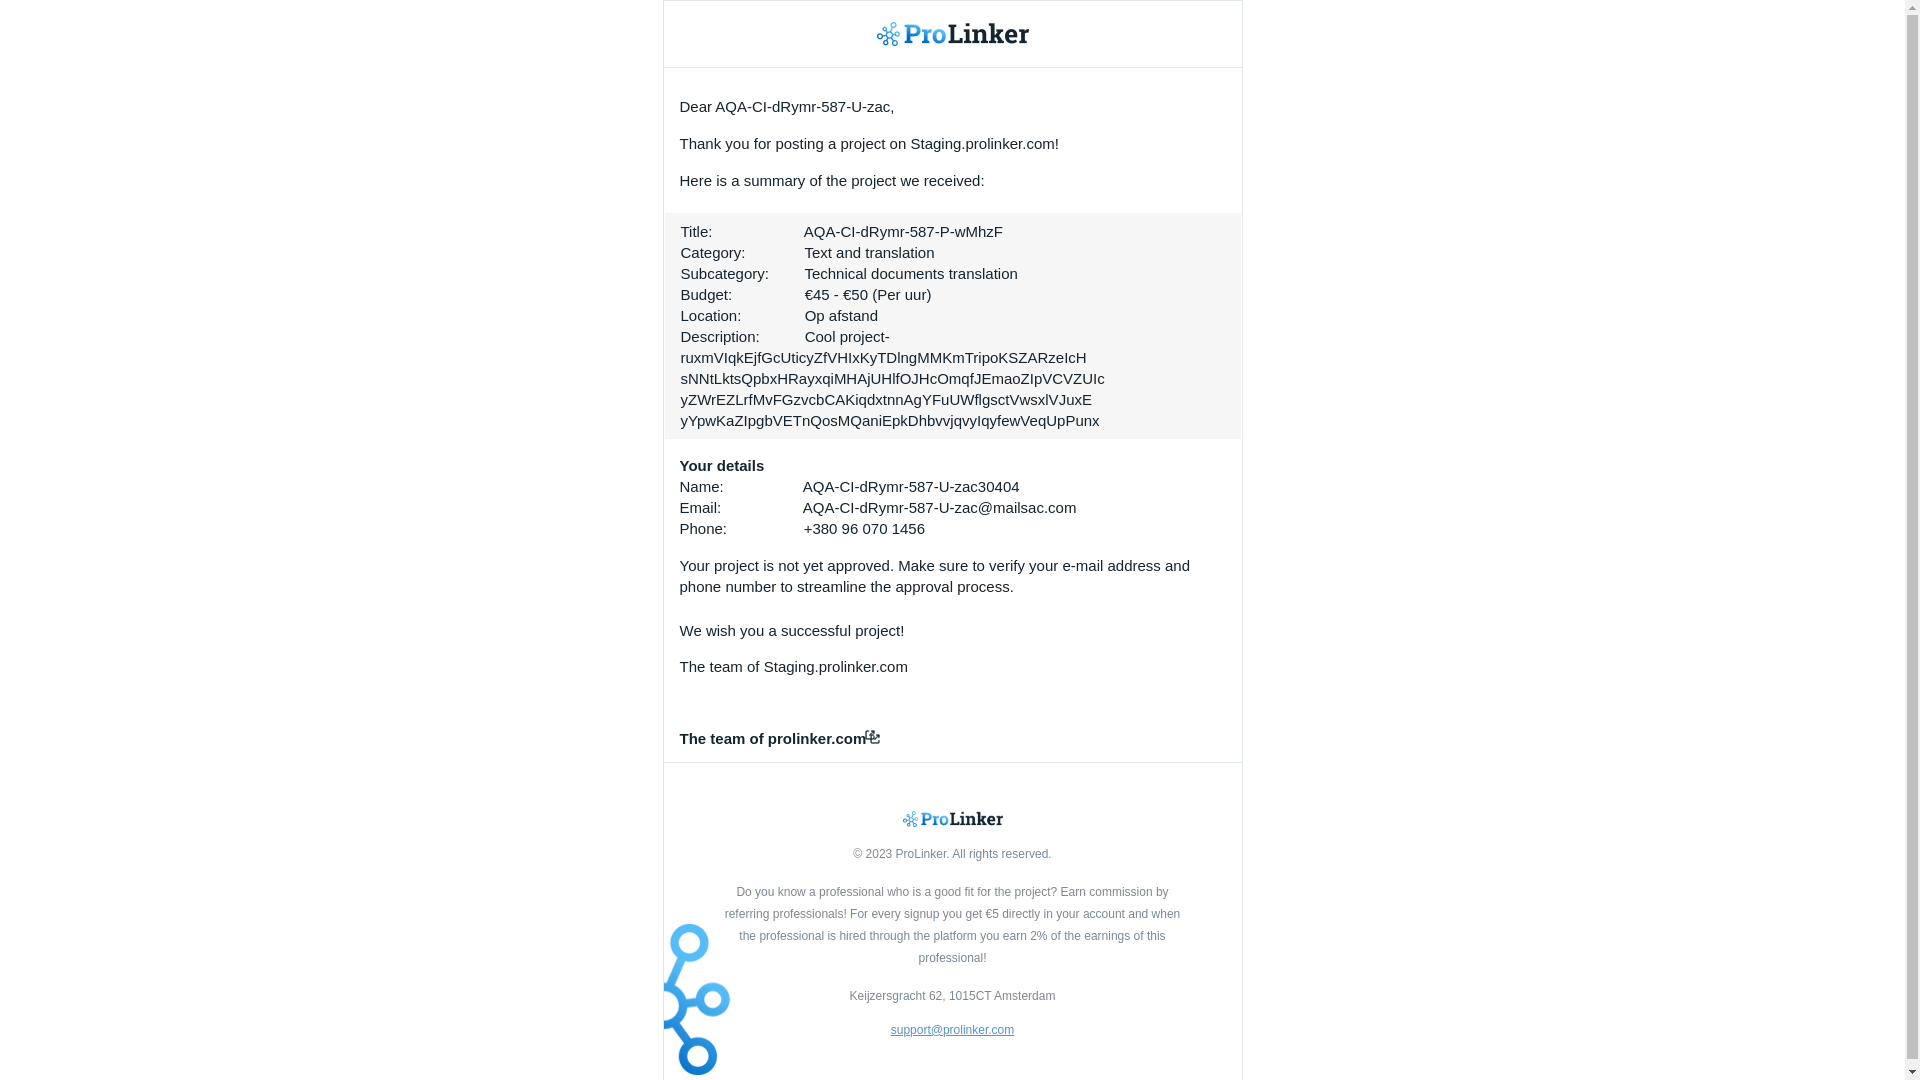 ProLinker
Dear AQA-CI-dRymr-587-U-zac,
Thank you for posting a project on Staging.prolinker.com!
Here is a summary of the project we received:
Title: AQA-CI-dRymr-587-P-wMhzF
Category: Text and translation
Subcategory: Technical documents translation
Budget: €45 - €50 (Per uur)
Location: Op afstand
Description: Cool project-
ruxmVIqkEjfGcUticyZfVHIxKyTDlngMMKmTripoKSZARzeIcH
sNNtLktsQpbxHRayxqiMHAjUHlfOJHcOmqfJEmaoZIpVCVZUIc
yZWrEZLrfMvFGzvcbCAKiqdxtnnAgYFuUWflgsctVwsxlVJuxE
yYpwKaZIpgbVETnQosMQaniEpkDhbvvjqvyIqyfewVeqUpPunx
Your details
Name: AQA-CI-dRymr-587-U-zac30404
Email: AQA-CI-dRymr-587-U-zac@mailsac.com
Phone: +380 96 070 1456
Your project is not yet approved. Make sure to verify your e-mail address and
phone number to streamline the approval process.
We wish you a successful project!
The team of Staging.prolinker.com
The team of prolinker.com
ProLinker
© 2023 ProLinker. All rights reserved.
Do you know a professional who is a good fit for the project? Earn commission by
referring professionals! For every signup you get €5 directly in your account and when
the professional is hired through the platform you earn 2% of the earnings of this
professional!
Keijzersgracht 62, 1015CT Amsterdam
support@prolinker.com